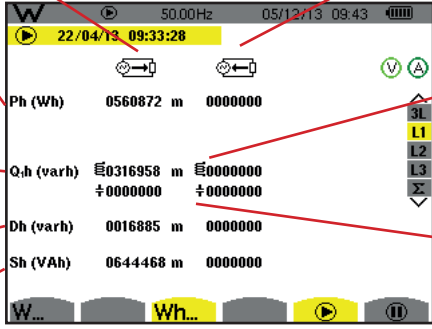 W 50.00Hz 05/12/13 09:43
22/04/13 09:33:28
V A
Ph (Wh) 0560872 m 0000000
3L
L1
Q₁h (varh) 0316958 m 0000000
L2
÷0000000 ÷0000000
L3
Σ
Dh (varh) 0016885 m 0000000
Sh (VAh) 0644468 m 0000000
W... Wh...